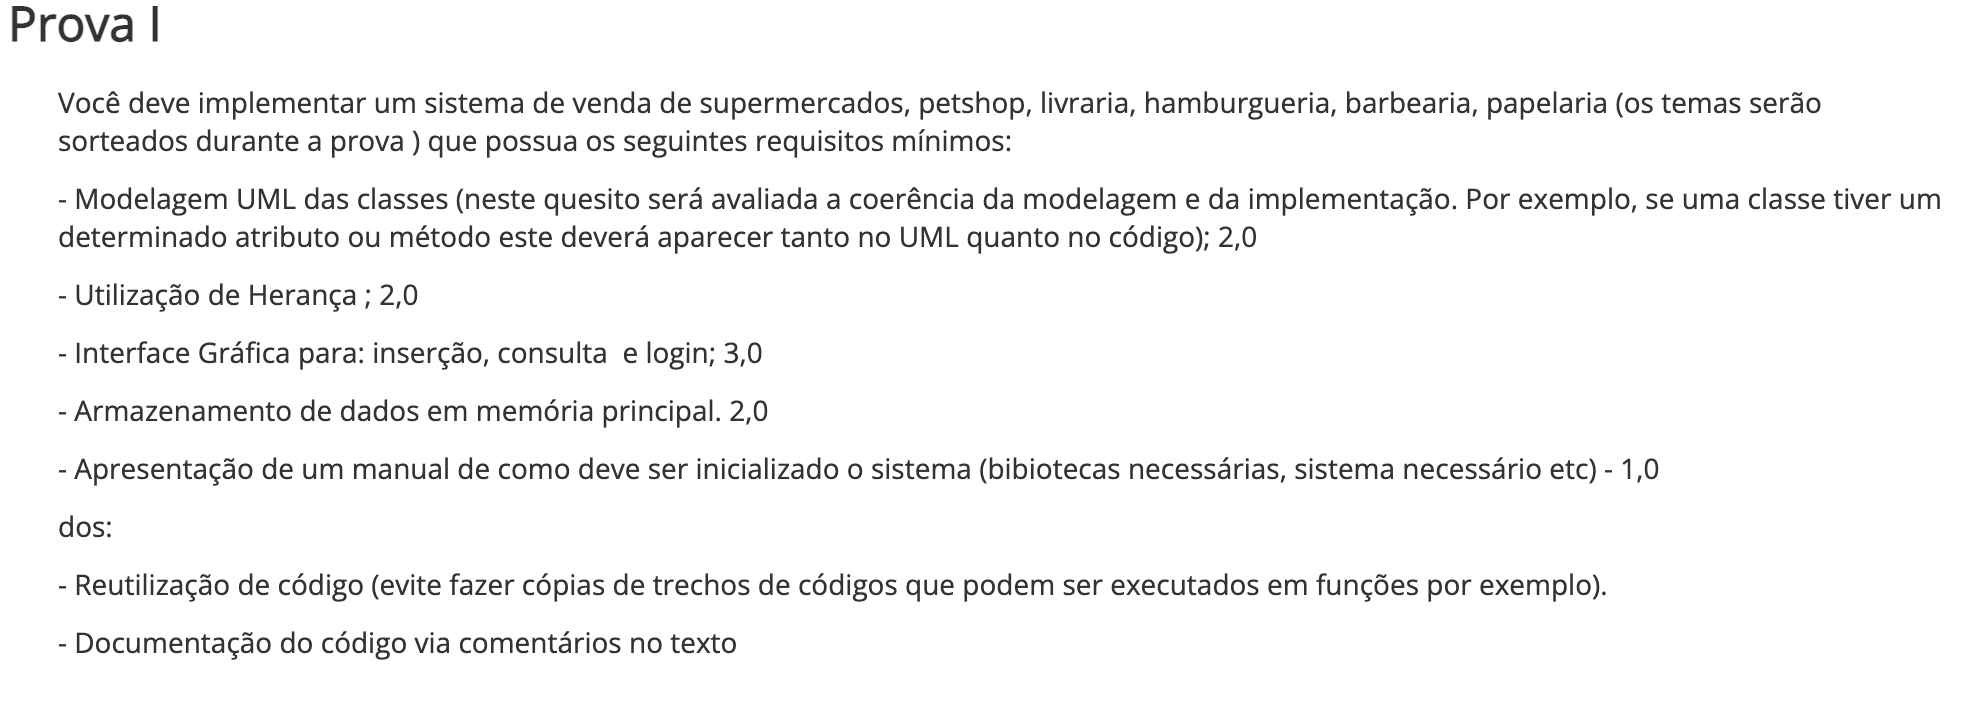 Prova I
Você deve implementar um sistema de venda de supermercados, petshop, livraria, hamburgueria, barbearia, papelaria (os temas serão
sorteados durante a prova ) que possua os seguintes requisitos mínimos:
- Modelagem UML das classes (neste quesito será avaliada a coerência da modelagem e da implementação. Por exemplo, se uma classe tiver um
determinado atributo ou método este deverá aparecer tanto no UML quanto no código); 2,0
- Utilização de Herança ; 2,0
- Interface Gráfica para: inserção, consulta  e login; 3,0
- Armazenamento de dados em memória principal. 2,0
- Apresentação de um manual de como deve ser inicializado o sistema (bibiotecas necessárias, sistema necessário etc) - 1,0
dos:
- Reutilização de código (evite fazer cópias de trechos de códigos que podem ser executados em funções por exemplo).
- Documentação do código via comentários no texto